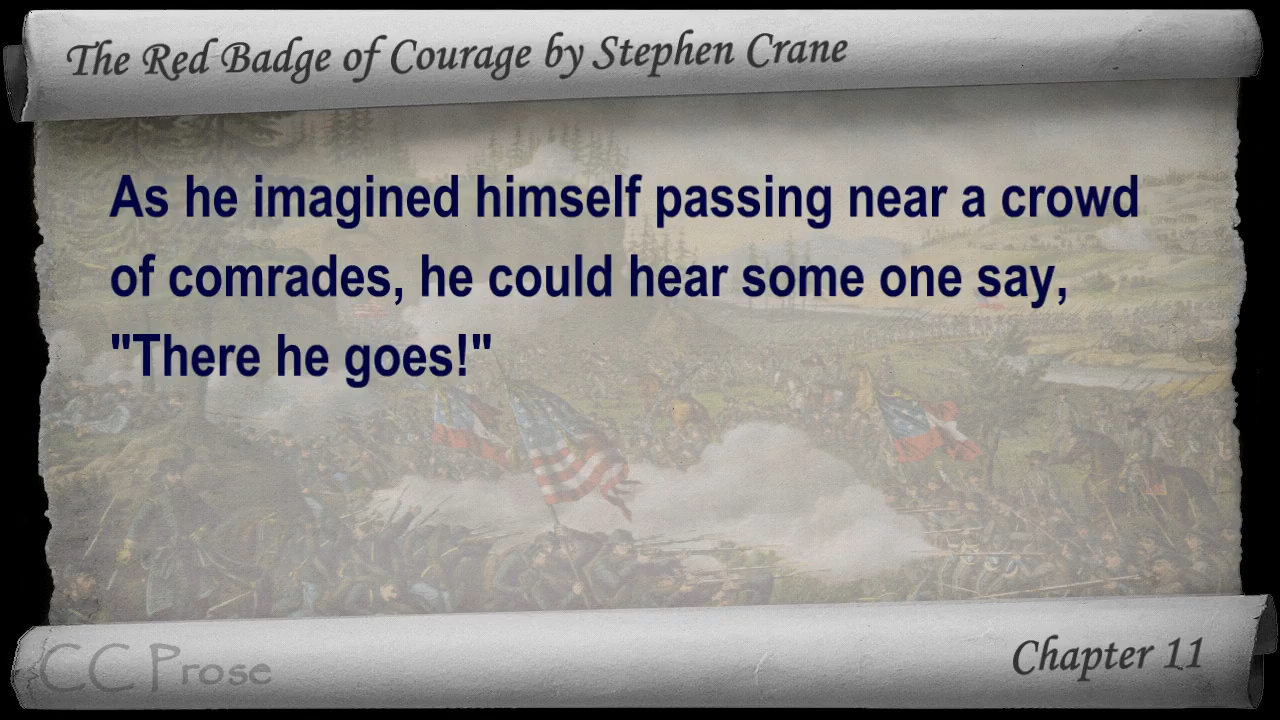 The Red Badge of Courage by Stephen Crane
As he imagined himself passing near a crowd
of comrades, he could hear some one say,
"There he goes!"
CC Prose
Chapter 11